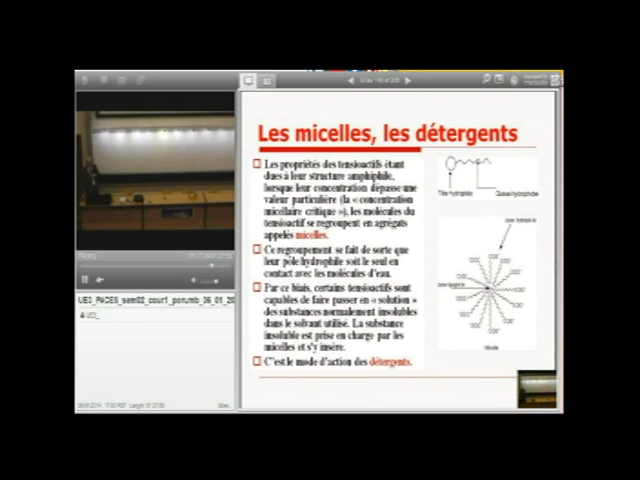 Les micelles, les détergents
Les propriétés des tensioactifs étant
dues à leur structure amphiphile,
lorsque leur concentration dépasse une
valeur particulière (la « concentration
micellaire critique »), les molécules du
tensioactif se regroupent en agrégats
appelés micelles.
Ce regroupement se fait de sorte que
leur pôle hydrophile soit le seul en
contact avec les molécules d'eau.
Par ce biais, certains tensioactifs sont
capables de faire passer en « solution »
des substances normalement insolubles
dans le solvant utilisé. La substance
insoluble est prise en charge par les
micelles et s'y insère.
C'est le mode d'action des détergents.
Tête hydrophile
Queue hydrophobe
zone hydrophile
Micelle
Playing